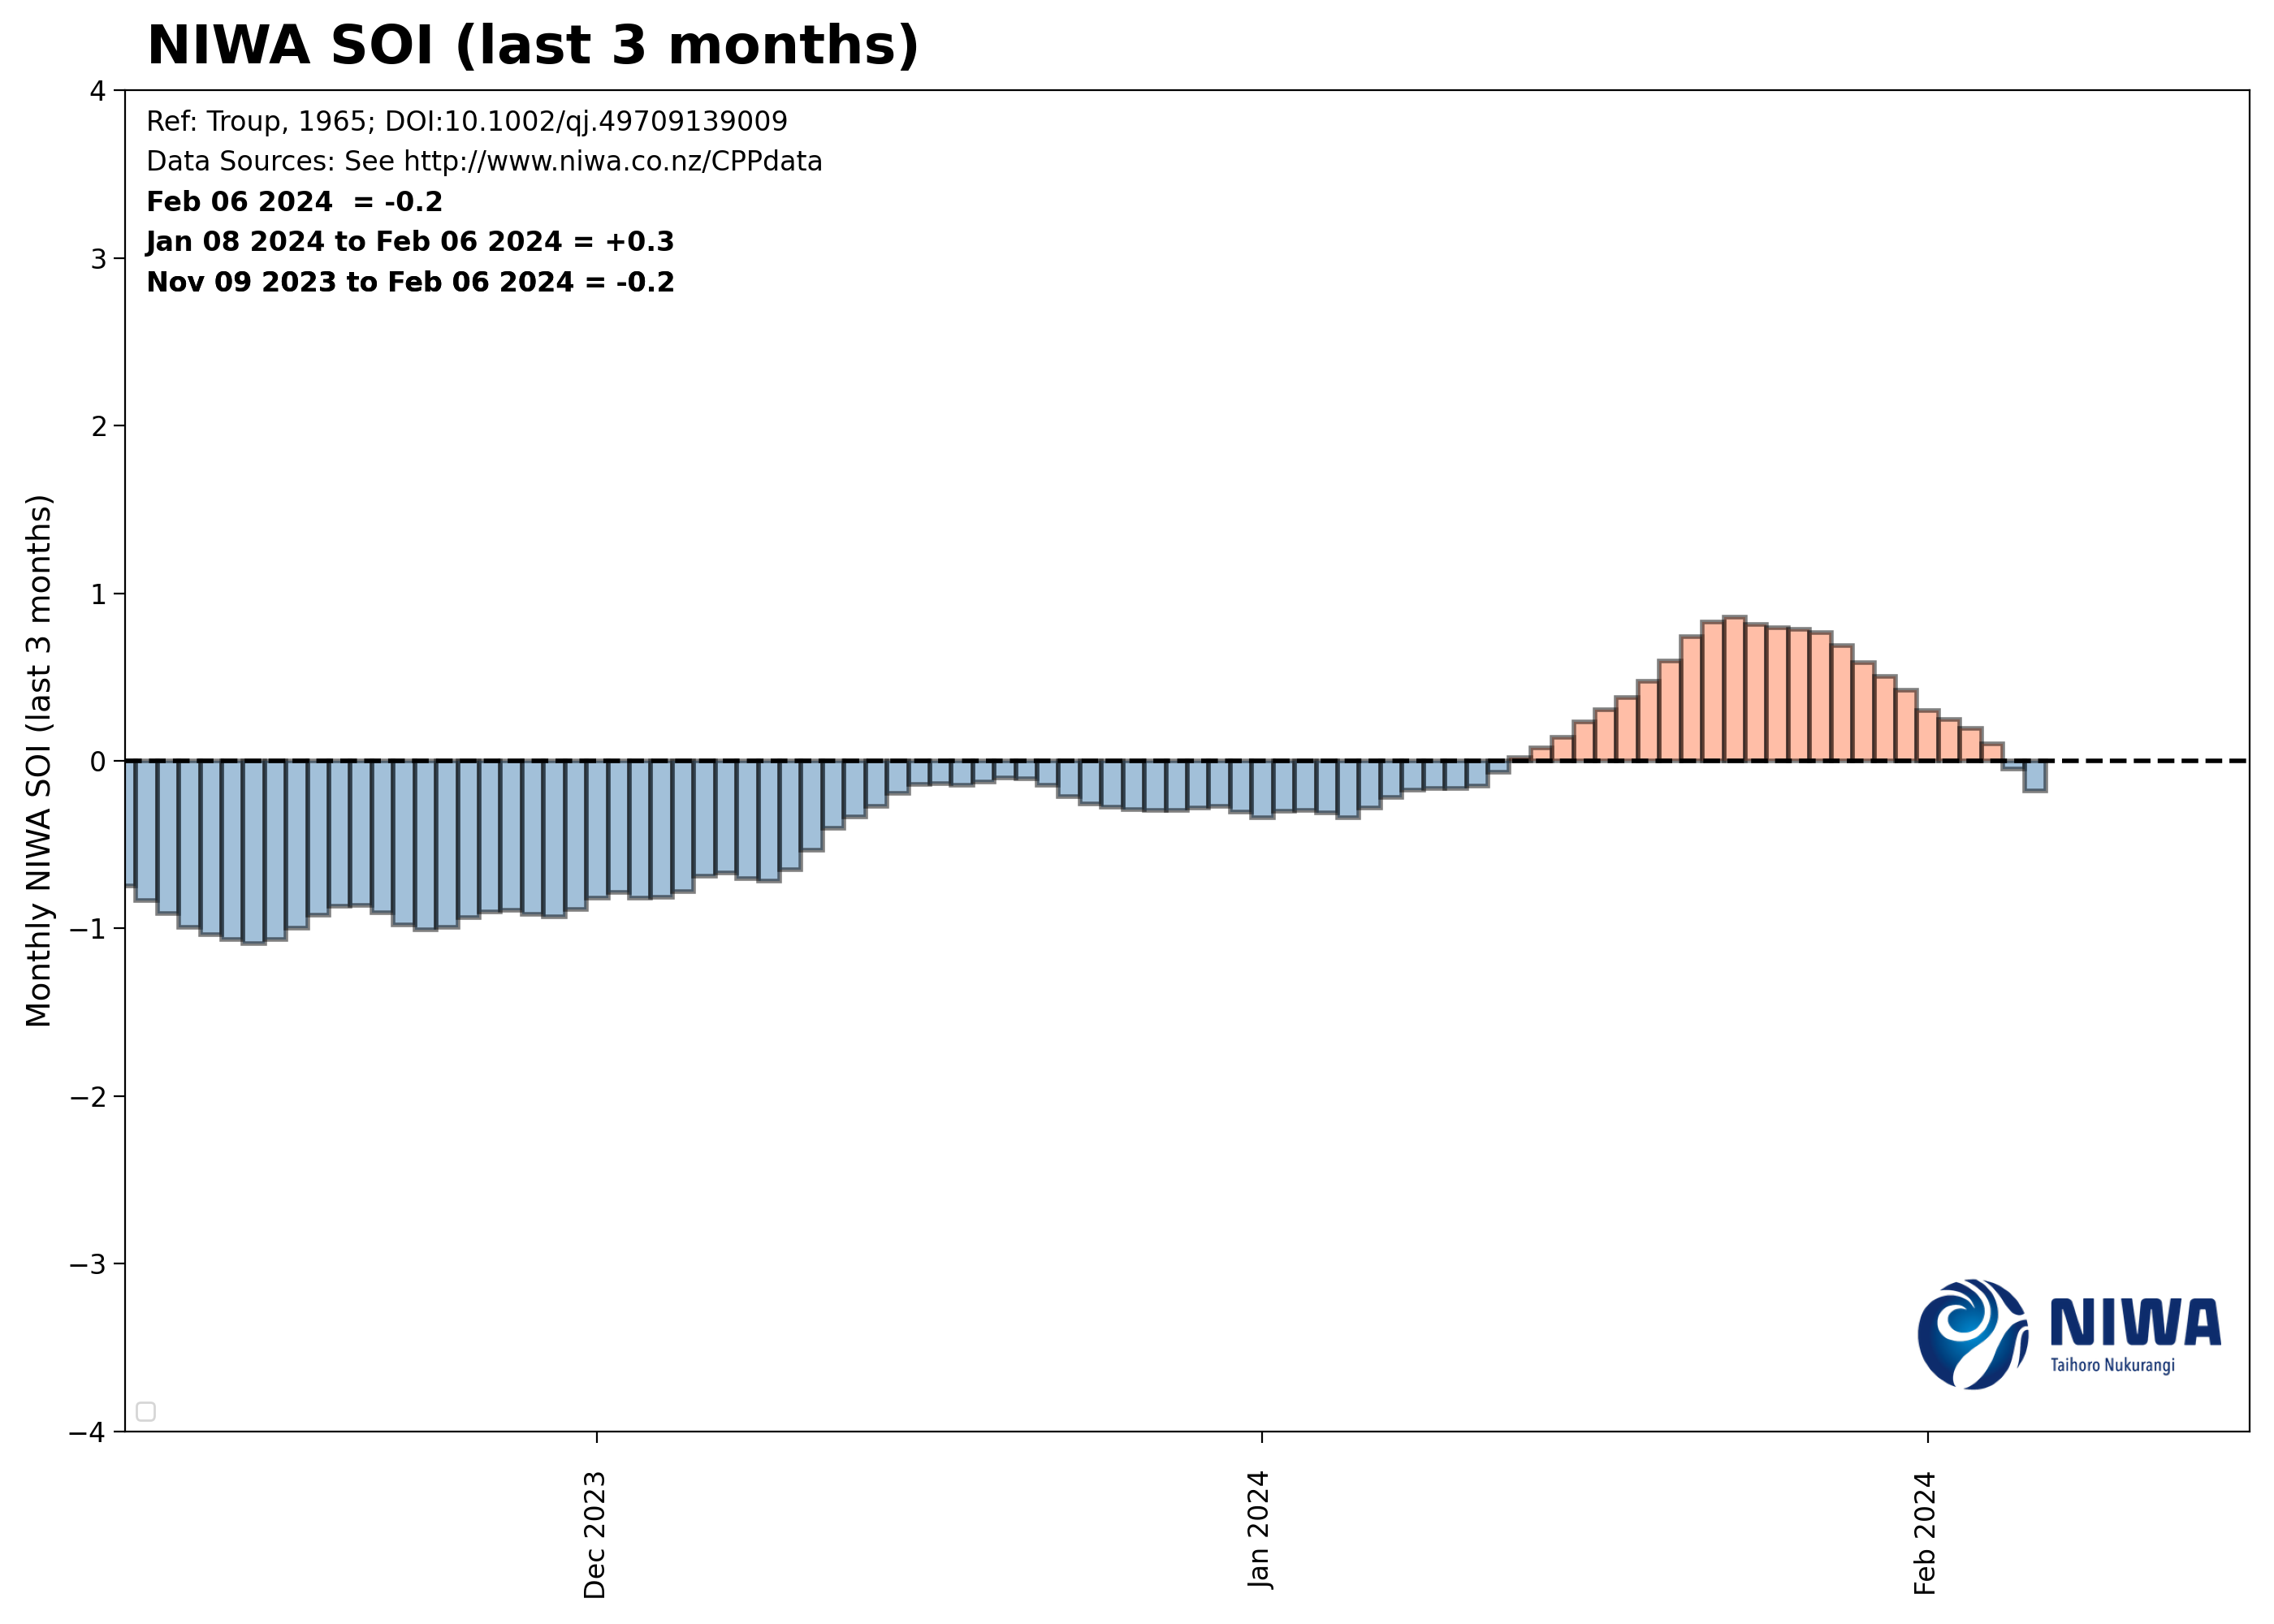 NIWA SOI (last 3 months)
Ref: Troup, 1965; DOI:10.1002/qj.49709139009
Data Sources: See http://www.niwa.co.nz/CPPdata
Feb 06 2024  = -0.2
Jan 08 2024 to Feb 06 2024 = +0.3
Nov 09 2023 to Feb 06 2024 = -0.2
Monthly NIWA SOI (last 3 months)
4
3
2
1
0
−1
−2
−3
−4
Dec 2023
Jan 2024
Feb 2024
NIWA
Taihoro Nukurangi